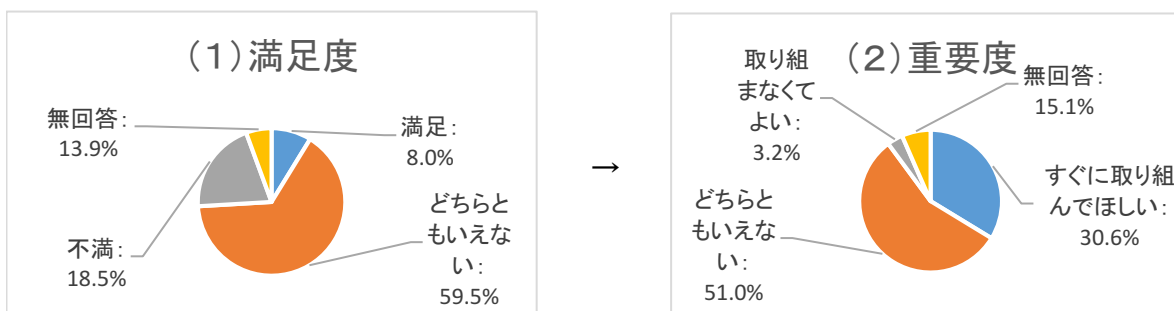 (1)満足度
無回答:
13.9%
満足:
8.0%
不満:
18.5%
どちらと
もいえな
い:
59.5%
→
(2)重要度
取り組
まなくて
よい:
3.2%
無回答:
15.1%
どちらと
もいえな
い:
51.0%
すぐに取り組
んでほしい:
30.6%